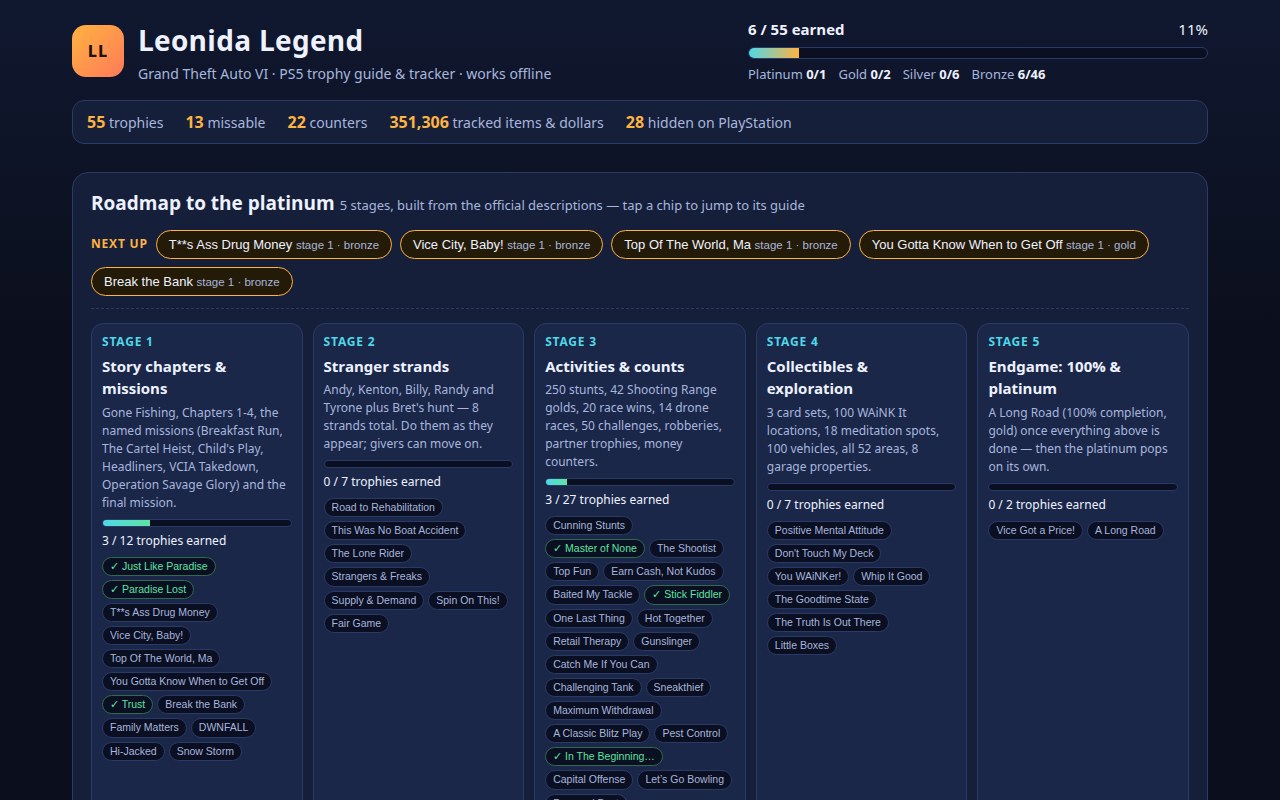 LL
Leonida Legend
Grand Theft Auto VI · PS5 trophy guide & tracker · works offline
6 / 55 earned 11%
Platinum 0/1 Gold 0/2 Silver 0/6 Bronze 6/46
55 trophies 13 missable 22 counters 351,306 tracked items & dollars 28 hidden on PlayStation
Roadmap to the platinum 5 stages, built from the official descriptions — tap a chip to jump to its guide
NEXT UP T**s Ass Drug Money stage 1 · bronze Vice City, Baby! stage 1 · bronze Top Of The World, Ma stage 1 · bronze You Gotta Know When to Get Off stage 1 · gold
Break the Bank stage 1 · bronze
STAGE 1
Story chapters &
missions
Gone Fishing, Chapters 1-4, the
named missions (Breakfast Run,
The Cartel Heist, Child's Play,
Headliners, VCIA Takedown,
Operation Savage Glory) and the
final mission.
3 / 12 trophies earned
✓ Just Like Paradise
✓ Paradise Lost
T**s Ass Drug Money
Vice City, Baby!
Top Of The World, Ma
You Gotta Know When to Get Off
✓ Trust Break the Bank
Family Matters DWNFALL
Hi-Jacked Snow Storm
STAGE 2
Stranger strands
Andy, Kenton, Billy, Randy and
Tyrone plus Bret's hunt — 8
strands total. Do them as they
appear; givers can move on.
0 / 7 trophies earned
Road to Rehabilitation
This Was No Boat Accident
The Lone Rider
Strangers & Freaks
Supply & Demand Spin On This!
Fair Game
STAGE 3
Activities & counts
250 stunts, 42 Shooting Range
golds, 20 race wins, 14 drone
races, 50 challenges, robberies,
partner trophies, money
counters.
3 / 27 trophies earned
Cunning Stunts
✓ Master of None The Shootist
Top Fun Earn Cash, Not Kudos
Baited My Tackle ✓ Stick Fiddler
One Last Thing Hot Together
Retail Therapy Gunslinger
Catch Me If You Can
Challenging Tank Sneakthief
Maximum Withdrawal
A Classic Blitz Play Pest Control
✓ In The Beginning...
Capital Offense Let's Go Bowling
STAGE 4
Collectibles &
exploration
3 card sets, 100 WAiNK It
locations, 18 meditation spots,
100 vehicles, all 52 areas, 8
garage properties.
0 / 7 trophies earned
Positive Mental Attitude
Don't Touch My Deck
You WAiNKer! Whip It Good
The Goodtime State
The Truth Is Out There
Little Boxes
STAGE 5
Endgame: 100% &
platinum
A Long Road (100% completion,
gold) once everything above is
done — then the platinum pops
on its own.
0 / 2 trophies earned
Vice Got a Price! A Long Road